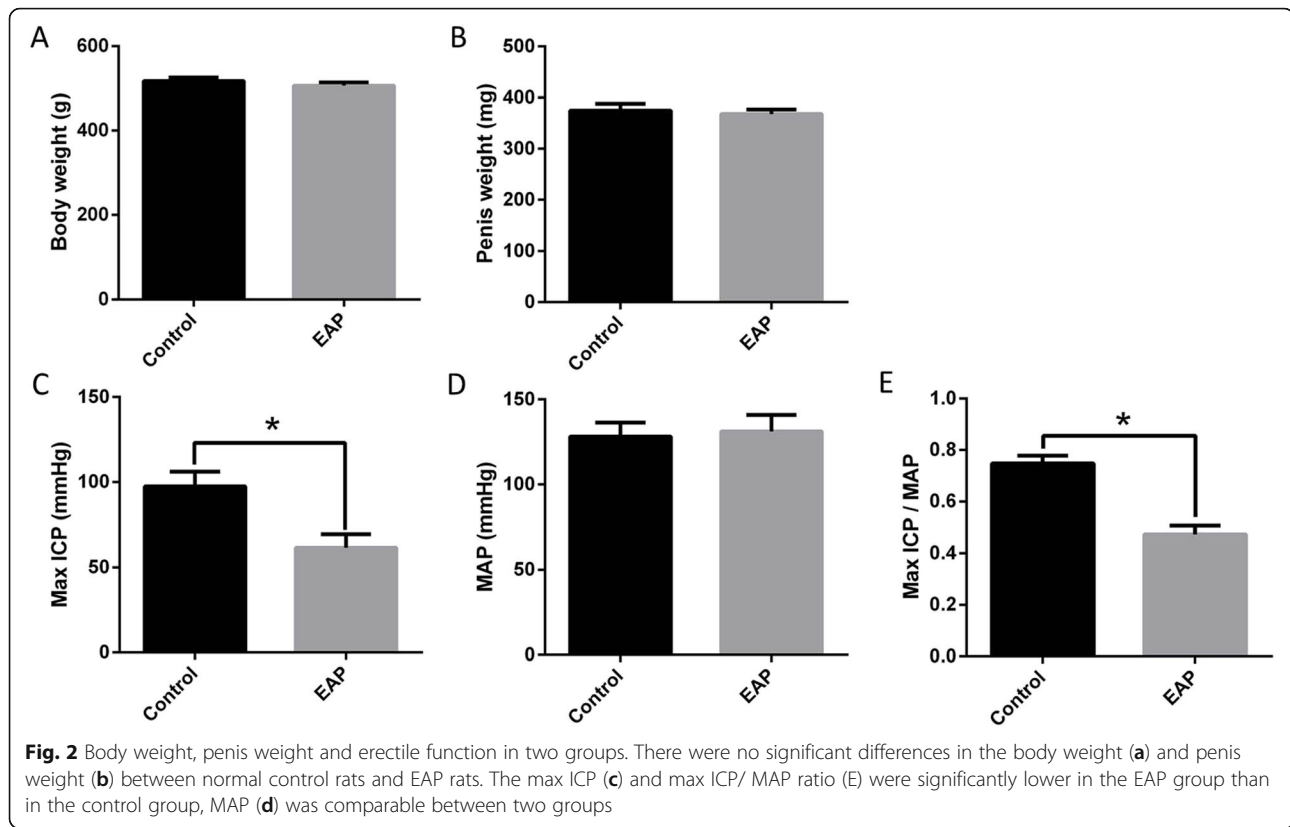 A
600
400
200
0
Body weight (g)
Control
EAP
B
500
400
300
200
100
0
Penis weight (mg)
Control
EAP
C
150
100
50
0
Max ICP (mmHg)
*
Control
EAP
D
150
100
50
0
MAP (mmHg)
Control
EAP
E
1.0
0.8
0.6
0.4
0.2
0.0
Max ICP / MAP
*
Control
EAP
Fig. 2 Body weight, penis weight and erectile function in two groups. There were no significant differences in the body weight (a) and penis
weight (b) between normal control rats and EAP rats. The max ICP (c) and max ICP/ MAP ratio (E) were significantly lower in the EAP group than
in the control group, MAP (d) was comparable between two groups